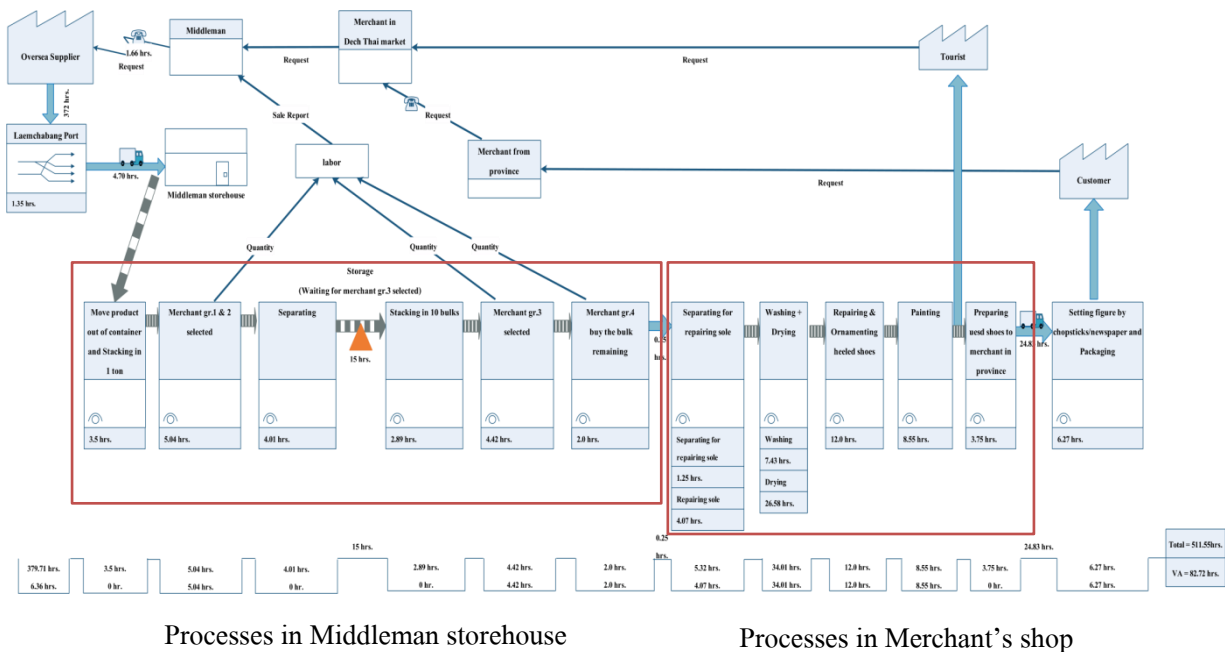 Oversea Supplier
1.66 hrs.
Request
Middleman
Request
Merchant in
Dech Thai market
Request
Tourist
372 hrs.
Sale Report
Request
Laemchabang Port
1.35 hrs.
4.70 hrs.
Middleman storehouse
labor
Merchant from
province
Request
Customer
Quantity
Quantity
Quantity
Storage
(Waiting for merchant gr.3 selected)
Move product
out of container
and Stacking in
1 ton
3.5 hrs.
Merchant gr.1 & 2
selected
5.04 hrs.
Separating
4.01 hrs.
15 hrs.
Stacking in 10 bulks
2.89 hrs.
Merchant gr.3
selected
4.42 hrs.
Merchant gr.4
buy the bulk
remaining
2.0 hrs.
0.25
hrs.
Separating for
repairing sole
Separating for
repairing sole
1.25 hrs.
Repairing sole
4.07 hrs.
Washing +
Drying
Washing
7.43 hrs.
Drying
26.58 hrs.
Repairing &
Ornamenting
heeled shoes
12.0 hrs.
Painting
8.55 hrs.
Preparing
uesd shoes to
merchant in
province
3.75 hrs.
24.83 hrs.
Setting figure by
chopsticks/newspaper and
Packaging
6.27 hrs.
15 hrs.
0.25
hrs.
24.83 hrs.
379.71 hrs.
3.5 hrs.
5.04 hrs.
4.01 hrs.
2.89 hrs.
4.42 hrs.
2.0 hrs.
5.32 hrs.
34.01 hrs.
12.0 hrs.
8.55 hrs.
3.75 hrs.
6.27 hrs.
Total = 511.55hrs.
6.36 hrs.
0 hr.
5.04 hrs.
0 hr.
0 hr.
4.42 hrs.
2.0 hrs.
4.07 hrs.
34.01 hrs.
12.0 hrs.
8.55 hrs.
0 hr.
6.27 hrs.
VA = 82.72 hrs.
Processes in Middleman storehouse
Processes in Merchant’s shop